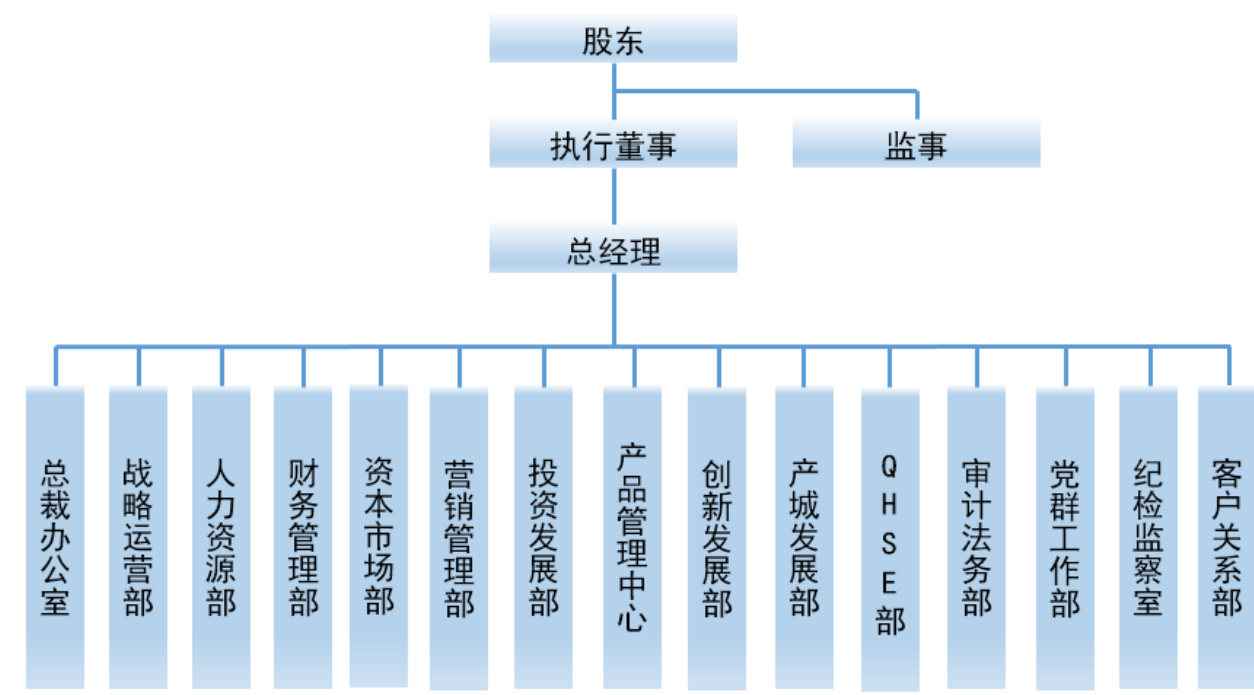 股东
执行董事
监事
总经理
总裁办公室
战略运营部
人力资源部
财务管理部
资本市场部
营销管理部
投资发展部
产品管理中心
创新发展部
产城发展部
QHSE部
审计法务部
党群工作部
纪检监察室
客户关系部